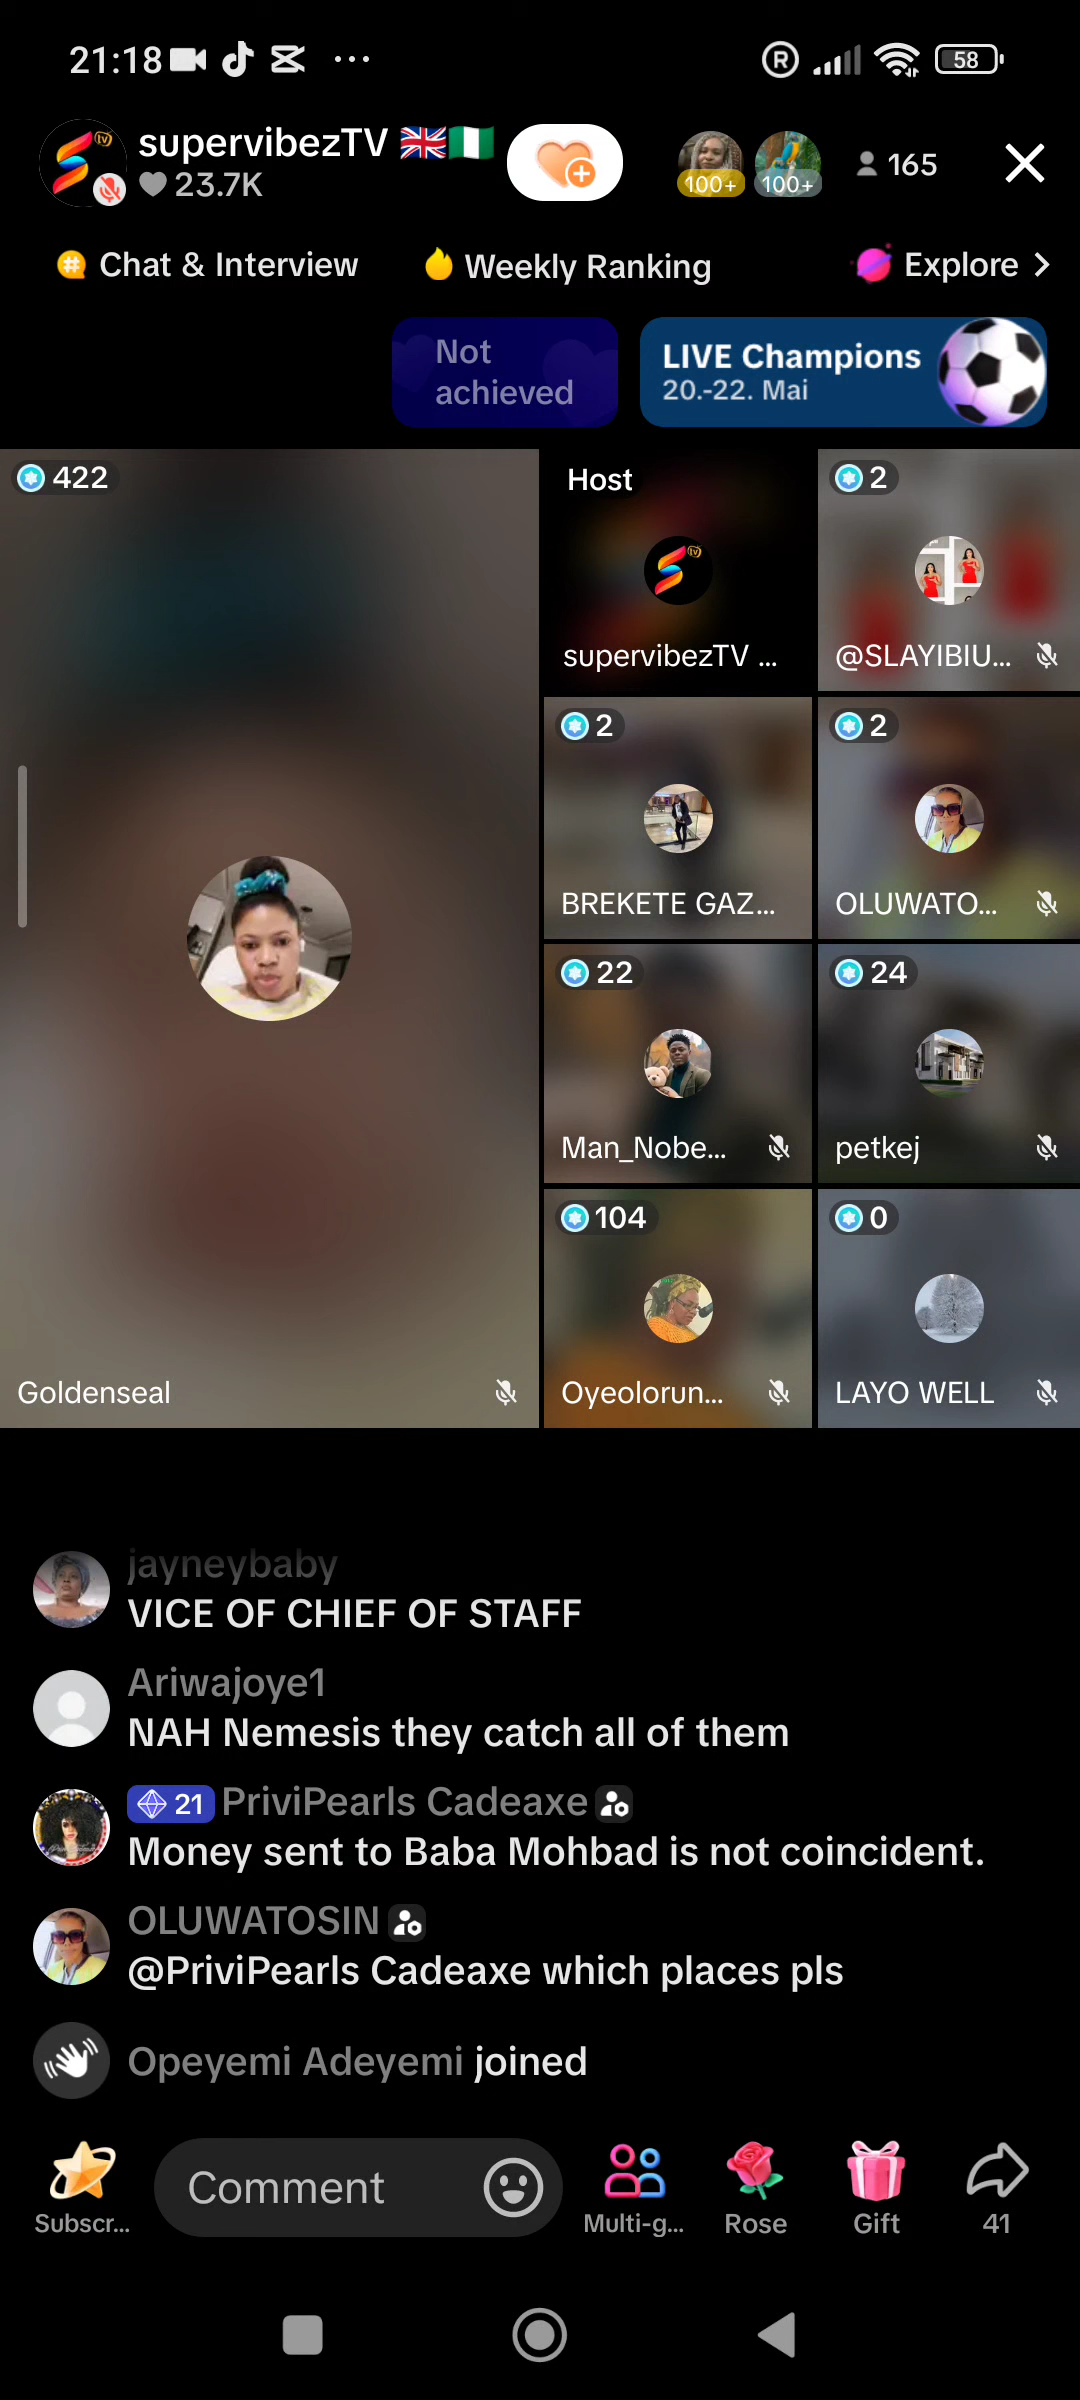 21:18
58
supervibezTV 🇬🇧🇳🇬
23.7K
100+
100+
165
Chat & Interview
Weekly Ranking
Explore
Not
achieved
LIVE Champions
20.-22. Mai
422
Host
2
supervibezTV ...
@SLAYIBIU...
2
2
BREKETE GAZ...
OLUWATO...
22
24
Man_Nobe...
petkej
104
0
Goldenseal
Oyeolorun...
LAYO WELL
jayneybaby
VICE OF CHIEF OF STAFF
Ariwajoye1
NAH Nemesis they catch all of them
21 PriviPearls Cadeaxe
Money sent to Baba Mohbad is not coincident.
OLUWATOSIN
@PriviPearls Cadeaxe which places pls
Opeyemi Adeyemi joined
Comment
Subscr...
Multi-g...
Rose
Gift
41